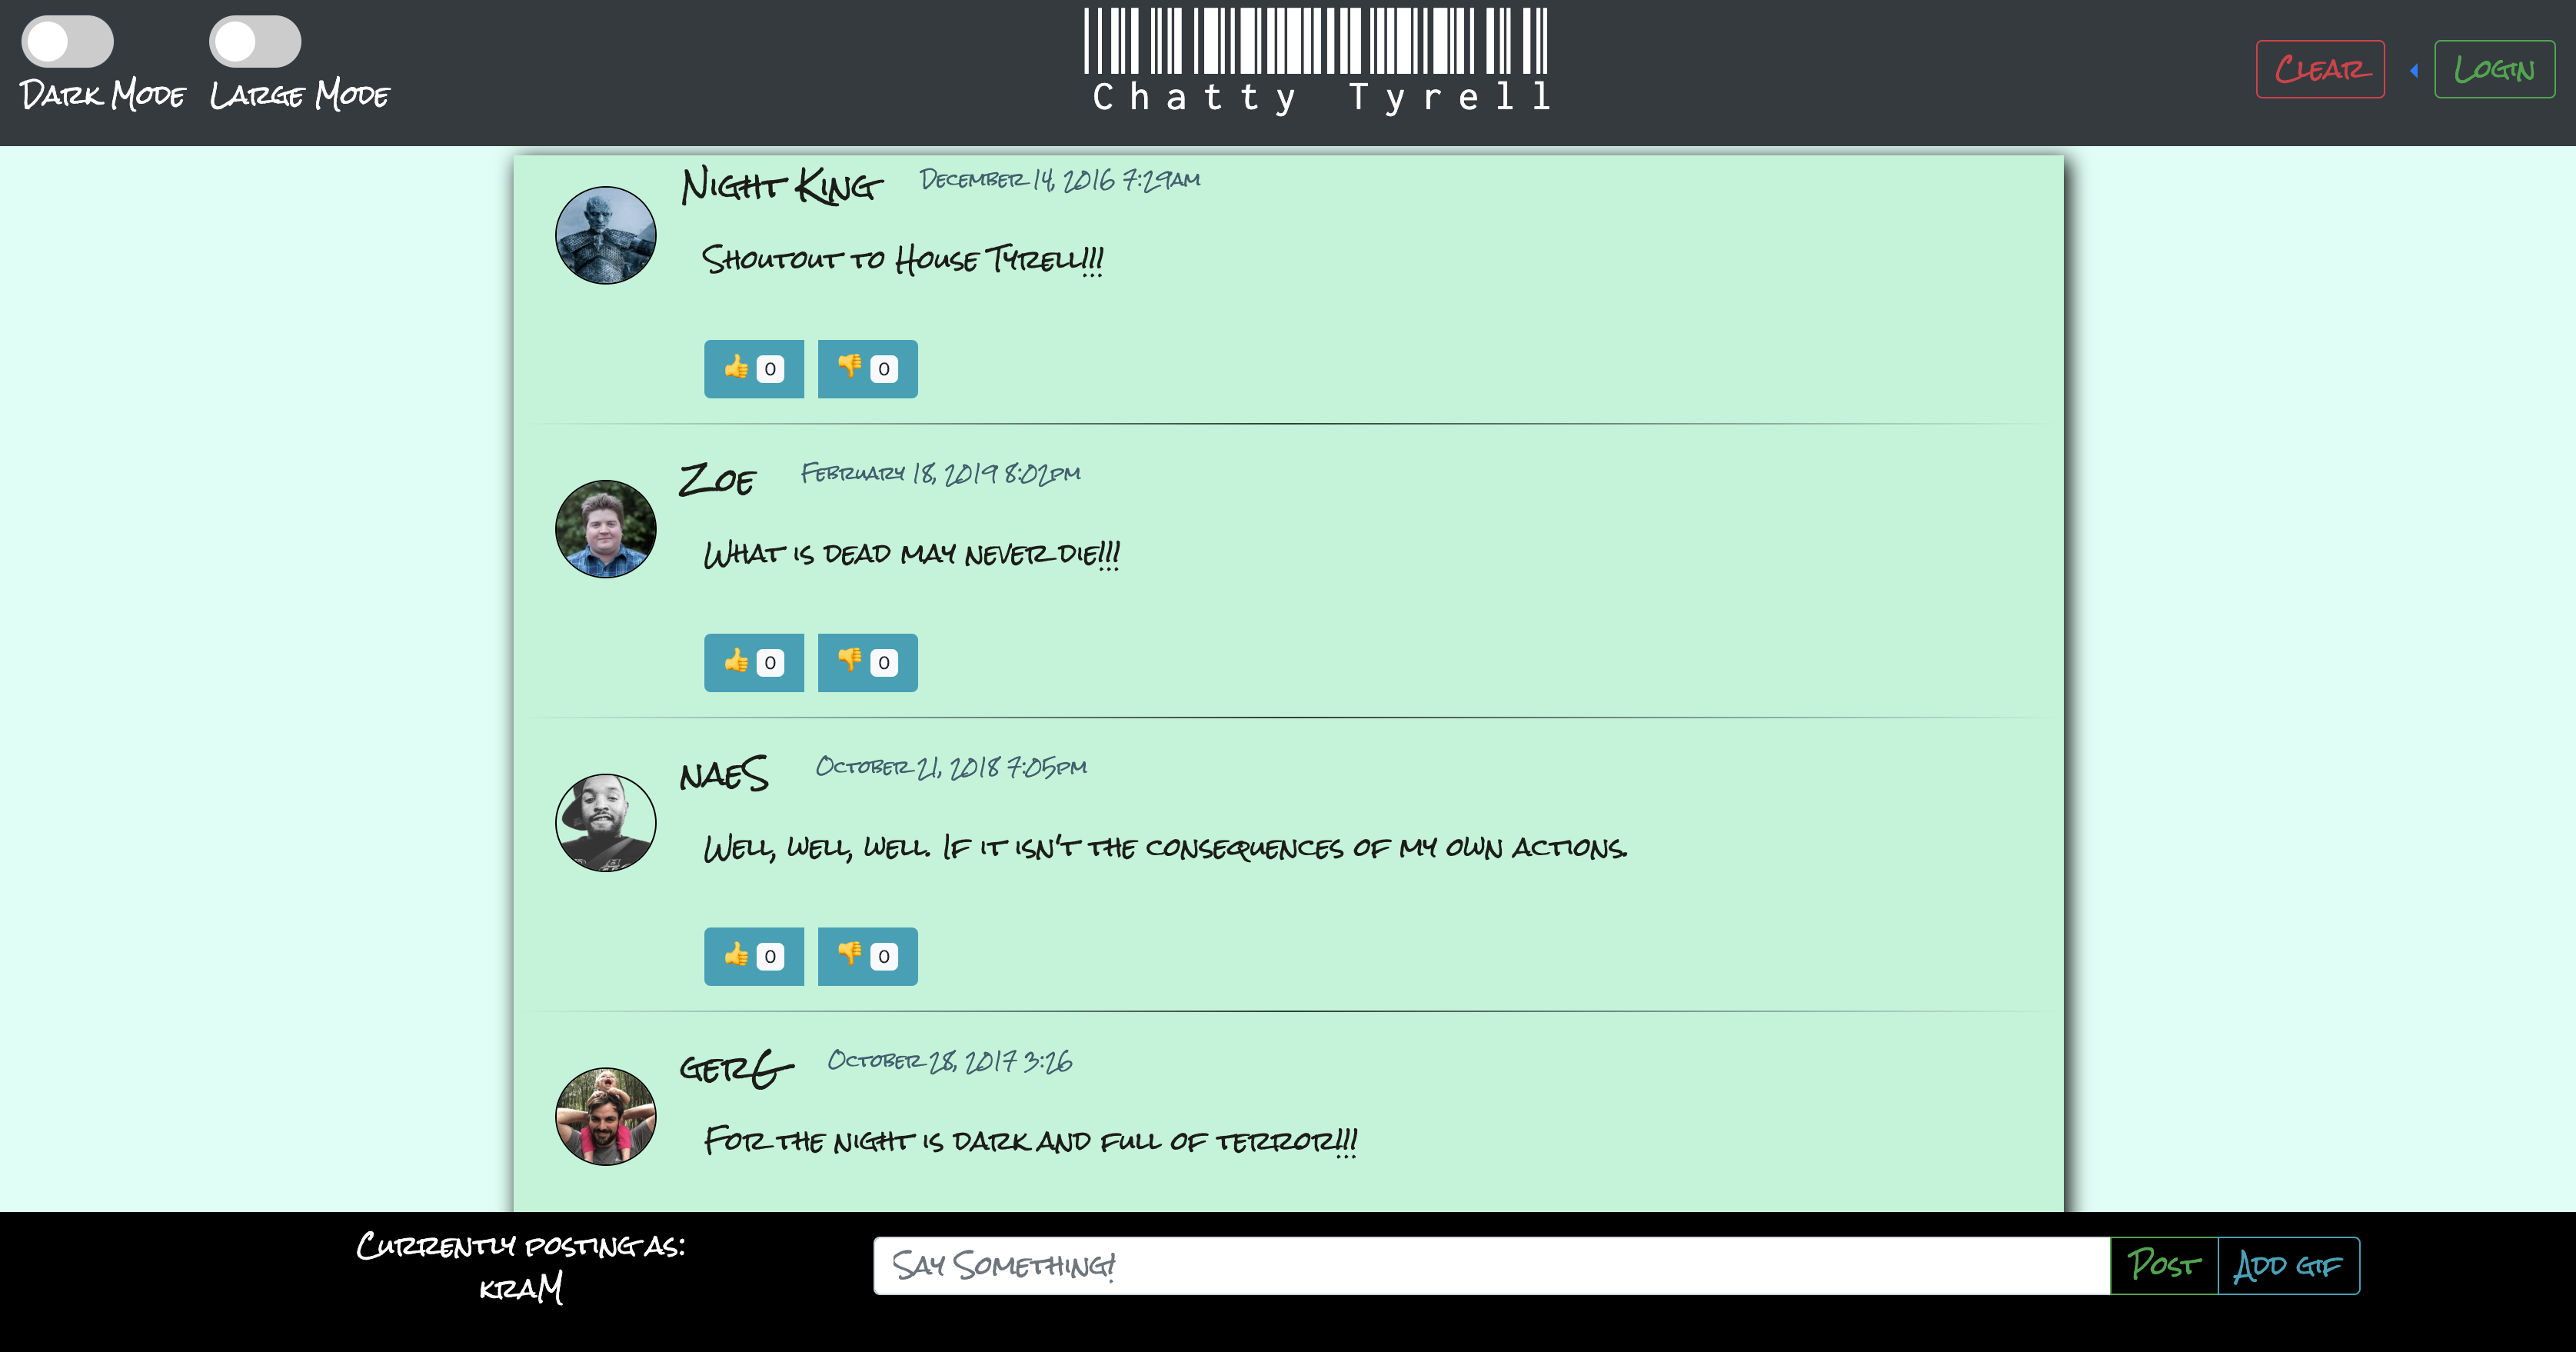 Dark Mode Large Mode
Chatty Tyrell
Clear Login
Night King December 14, 2016 7:29am
Shoutout to House Tyrell!!!
👍 0 👎 0
Zoe February 18, 2019 8:02pm
What is dead may never die!!!
👍 0 👎 0
naeS October 21, 2018 7:05pm
Well, well, well. If it isn't the consequences of my own actions.
👍 0 👎 0
gerG October 28, 2017 3:26
For the night is dark and full of terror!!!
Currently posting as:
kraM
Say Something! Post Add gif